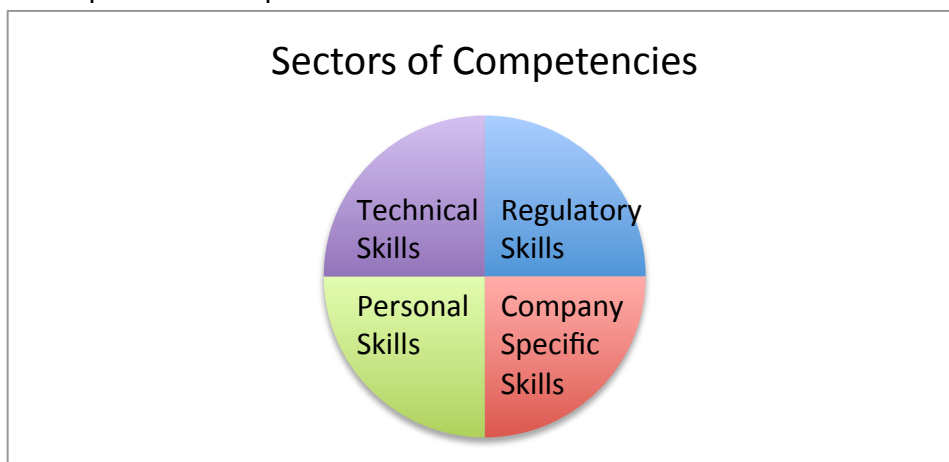 Sectors of Competencies
Technical
Skills
Regulatory
Skills
Personal
Skills
Company
Specific
Skills